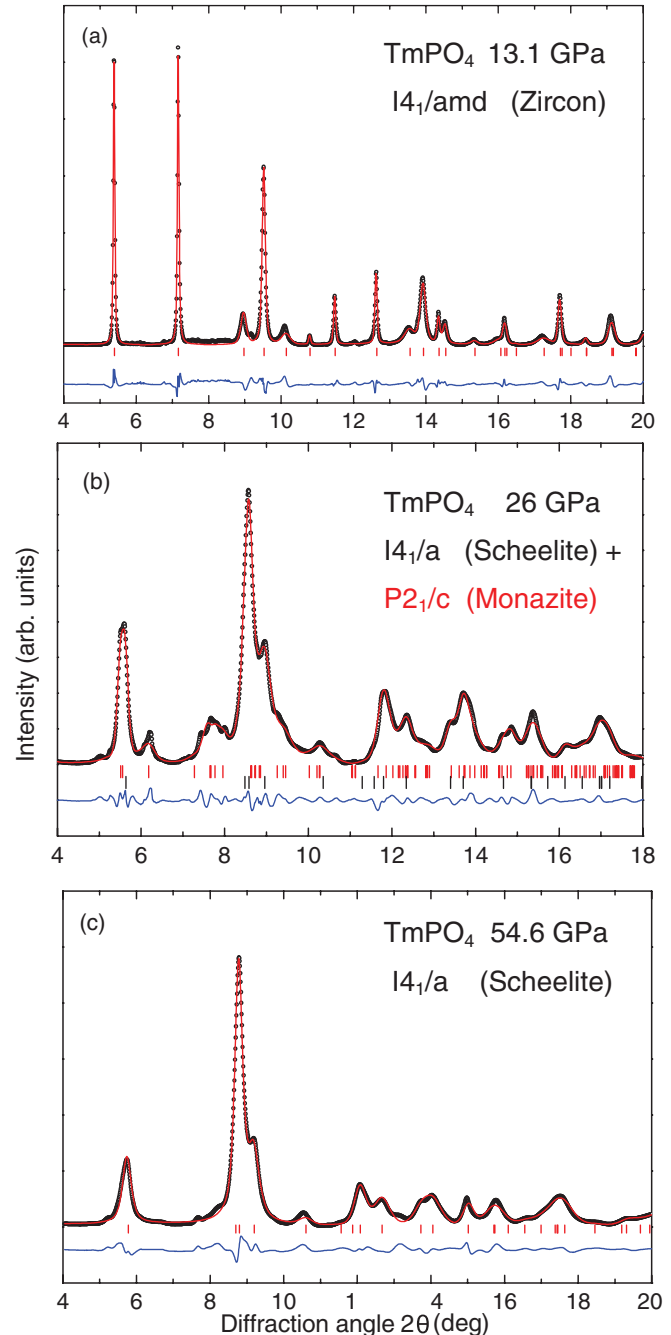 (a)
TmPO₄ 13.1 GPa
I4₁/amd (Zircon)
4 6 8 10 12 14 16 18 20
(b)
TmPO₄ 26 GPa
I4₁/a (Scheelite) +
P2₁/c (Monazite)
Intensity (arb. units)
4 6 8 10 12 14 16 18
(c)
TmPO₄ 54.6 GPa
I4₁/a (Scheelite)
4 6 8 10 1 4 16 18 20
Diffraction angle 2θ (deg)